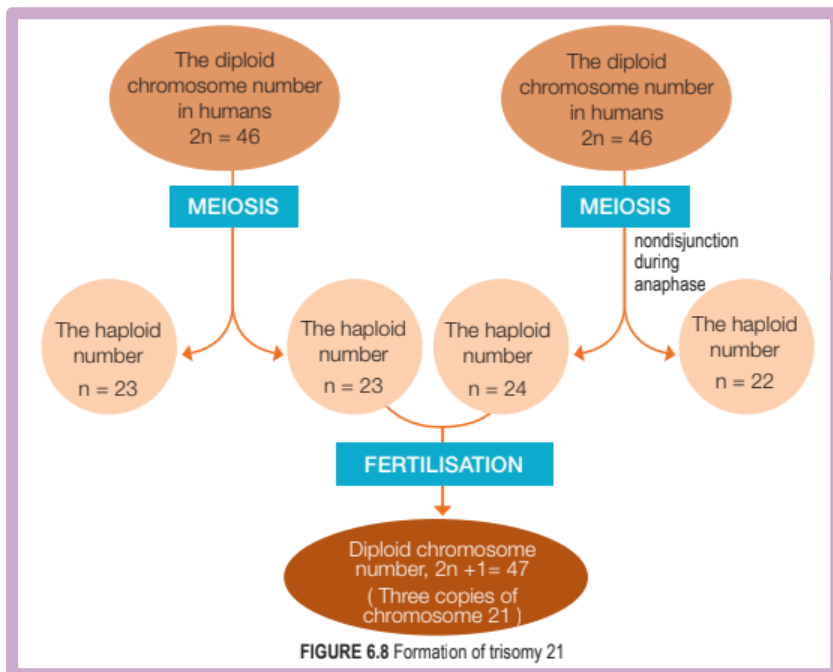 The diploid
chromosome number
in humans
2n = 46
The diploid
chromosome number
in humans
2n = 46
MEIOSIS
MEIOSIS
nondisjunction
during
anaphase
The haploid
number
n = 23
The haploid
number
n = 23
The haploid
number
n = 24
The haploid
number
n = 22
FERTILISATION
Diploid chromosome
number, 2n +1= 47
( Three copies of
chromosome 21 )
FIGURE 6.8 Formation of trisomy 21